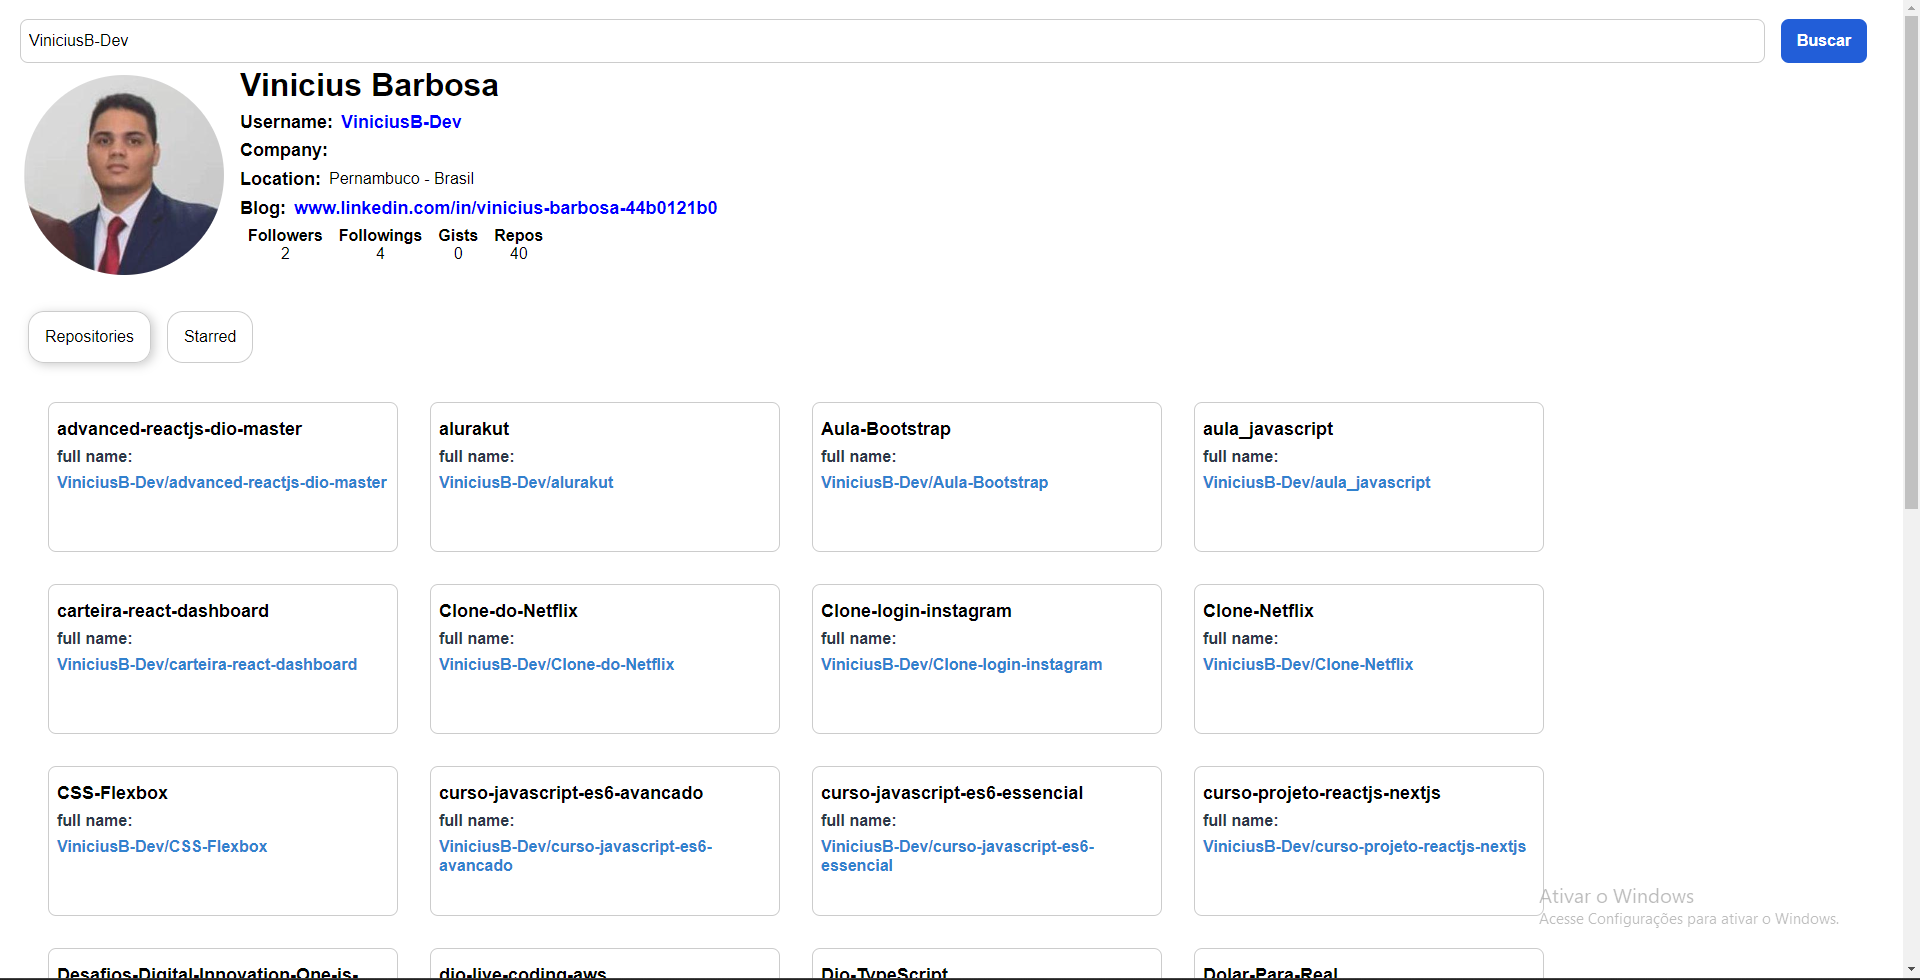 ViniciusB-Dev
Buscar
Vinicius Barbosa
Username: ViniciusB-Dev
Company:
Location: Pernambuco - Brasil
Blog: www.linkedin.com/in/vinicius-barbosa-44b0121b0
Followers Followings Gists Repos
2 4 0 40
Repositories Starred
advanced-reactjs-dio-master
full name:
ViniciusB-Dev/advanced-reactjs-dio-master
alurakut
full name:
ViniciusB-Dev/alurakut
Aula-Bootstrap
full name:
ViniciusB-Dev/Aula-Bootstrap
aula_javascript
full name:
ViniciusB-Dev/aula_javascript
carteira-react-dashboard
full name:
ViniciusB-Dev/carteira-react-dashboard
Clone-do-Netflix
full name:
ViniciusB-Dev/Clone-do-Netflix
Clone-login-instagram
full name:
ViniciusB-Dev/Clone-login-instagram
Clone-Netflix
full name:
ViniciusB-Dev/Clone-Netflix
CSS-Flexbox
full name:
ViniciusB-Dev/CSS-Flexbox
curso-javascript-es6-avancado
full name:
ViniciusB-Dev/curso-javascript-es6-
avancado
curso-javascript-es6-essencial
full name:
ViniciusB-Dev/curso-javascript-es6-
essencial
curso-projeto-reactjs-nextjs
full name:
ViniciusB-Dev/curso-projeto-reactjs-nextjs
Desafios-Digital-Innovation-One-js-
dio-live-coding-aws
Dio-TypeScript
Dolar-Para-Real
Ativar o Windows
Acesse Configurações para ativar o Windows.